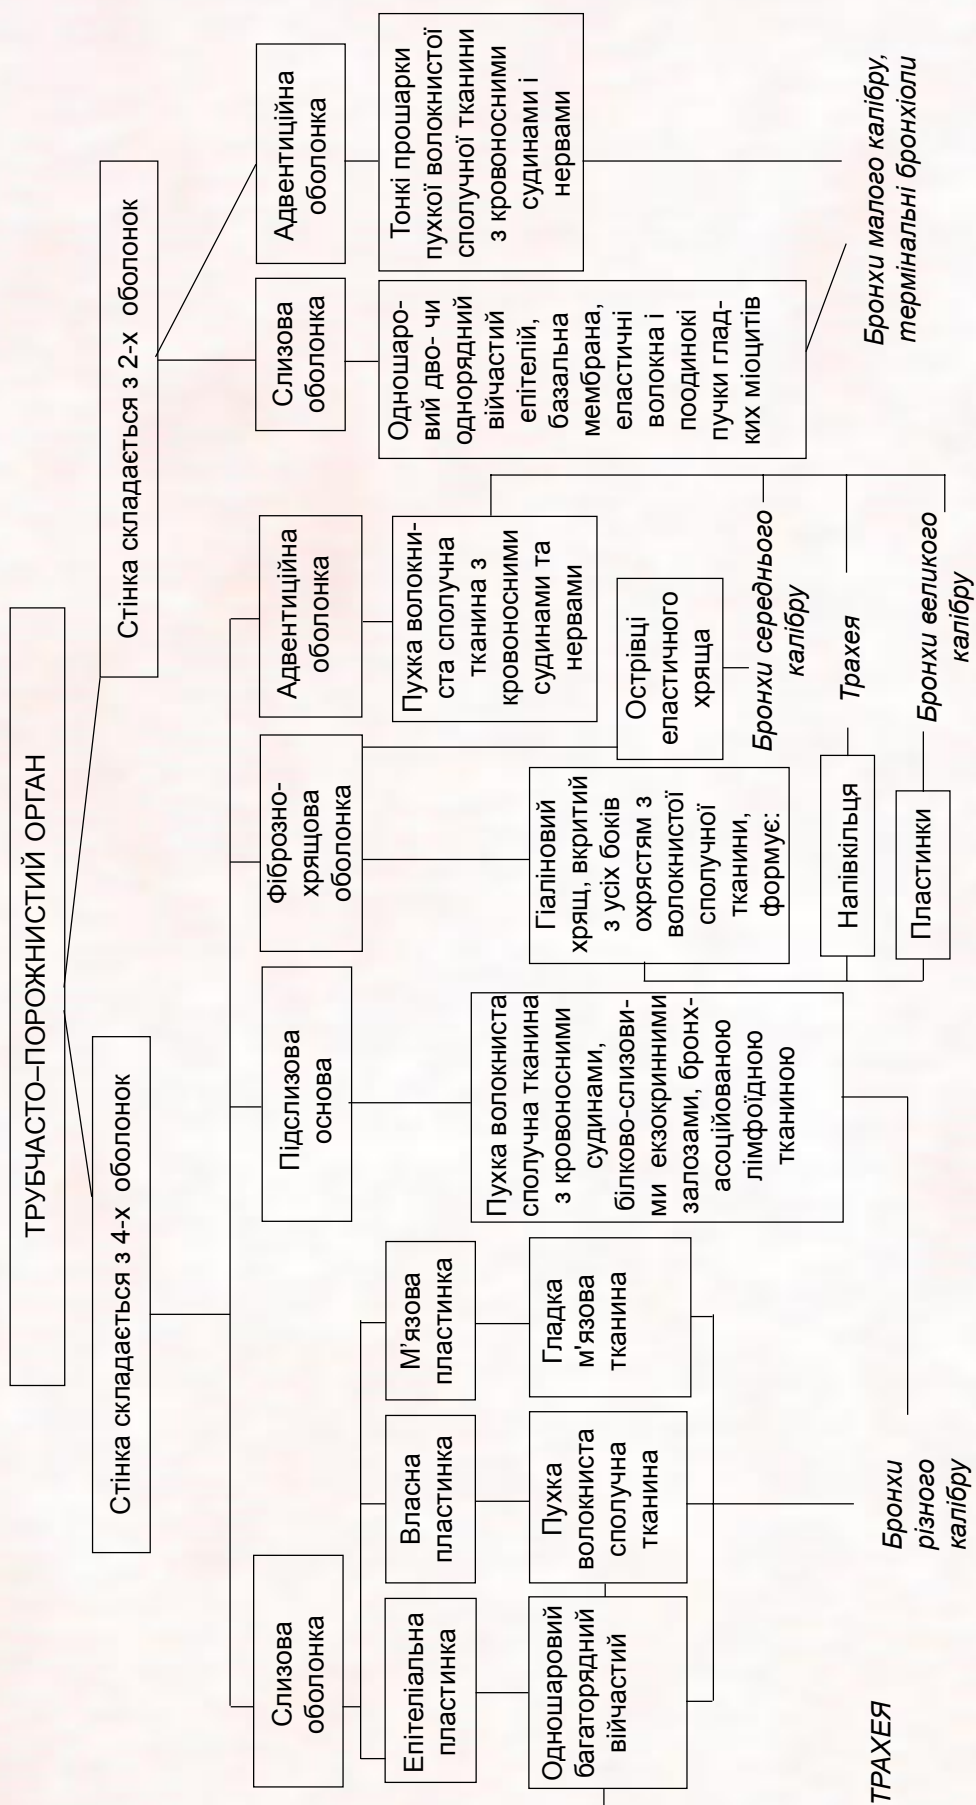 ТРУБЧАСТО–ПОРОЖНИСТИЙ ОРГАН
Стінка складається з 4-х оболонок
Стінка складається з 2-х оболонок
Слизова
оболонка
Підслизова
основа
Фіброзно-
хрящова
оболонка
Адвентиційна
оболонка
Слизова
оболонка
Адвентиційна
оболонка
Епітеліальна
пластинка
Власна
пластинка
М’язова
пластинка
Одношаровий
багаторядний
війчастий
Пухка
волокниста
сполучна
тканина
Гладка
м'язова
тканина
Пухка волокниста
сполучна тканина
з кровоносними
судинами,
білково-слизови-
ми екзокринними
залозами, бронх-
асоційованою
лімфоїдною
тканиною
Гіаліновий
хрящ, вкритий
з усіх боків
охрястям з
волокнистої
сполучної
тканини,
формує:
Острівці
еластичного
хряща
Пухка волокни-
ста сполучна
тканина з
кровоносними
судинами та
нервами
Одношаро-
вий дво- чи
однорядний
війчастий
епітелій,
базальна
мембрана,
еластичні
волокна і
поодинокі
пучки глад-
ких міоцитів
Тонкі прошарки
пухкої волокнистої
сполучної тканини
з кровоносними
судинами і
нервами
Напівкільця
Пластинки
ТРАХЕЯ
Бронхи
різного
калібру
Бронхи середнього
калібру
Трахея
Бронхи великого
калібру
Бронхи малого калібру,
термінальні бронхіоли